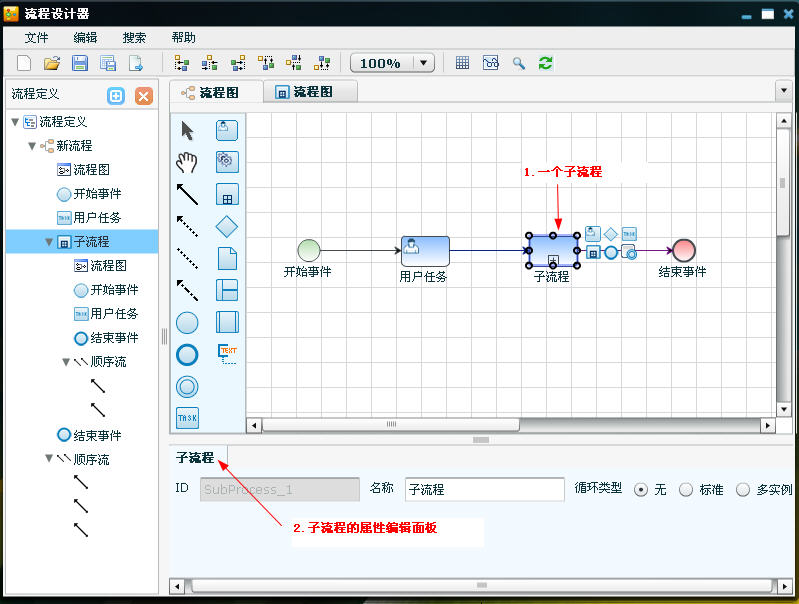 流程设计器
文件 编辑 搜索 帮助
100%
流程定义
流程图 流程图
流程定义
新流程
流程图
开始事件
TASK 用户任务
子流程
流程图
开始事件
TASK 用户任务
结束事件
顺序流
结束事件
顺序流
TEXT
TASK
1.一个子流程
TASK
开始事件 用户任务 子流程 结束事件
子流程
ID SubProcess_1 名称 子流程 循环类型 无 标准 多实例
2.子流程的属性编辑面板